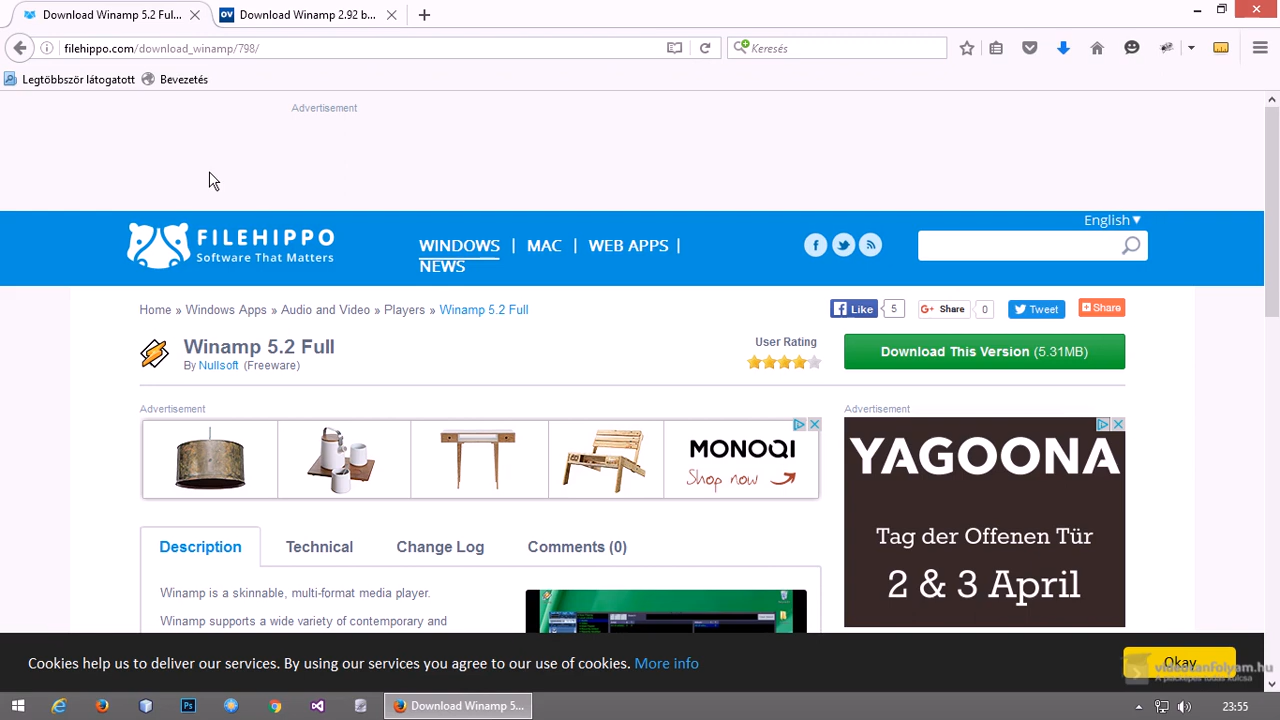 Download Winamp 5.2 Full...
Download Winamp 2.92 b...
filehippo.com/download_winamp/798/
Keresés
Legtöbbször látogatott
Bevezetés
Advertisement
English
FILEHIPPO
Software That Matters
WINDOWS | MAC | WEB APPS |
NEWS
Home » Windows Apps » Audio and Video » Players » Winamp 5.2 Full
Like 5
Share 0
Tweet
Share
Winamp 5.2 Full
By Nullsoft (Freeware)
User Rating
Download This Version (5.31MB)
Advertisement
Advertisement
MONOQI
Shop now
YAGOONA
Tag der Offenen Tür
2 & 3 April
Description
Technical
Change Log
Comments (0)
Winamp is a skinnable, multi-format media player.
Winamp supports a wide variety of contemporary and
Cookies help us to deliver our services. By using our services you agree to our use of cookies. More info
Okay
videotanfolyam.hu
A gyakorlati tudás kulcsa
Download Winamp 5....
23:55